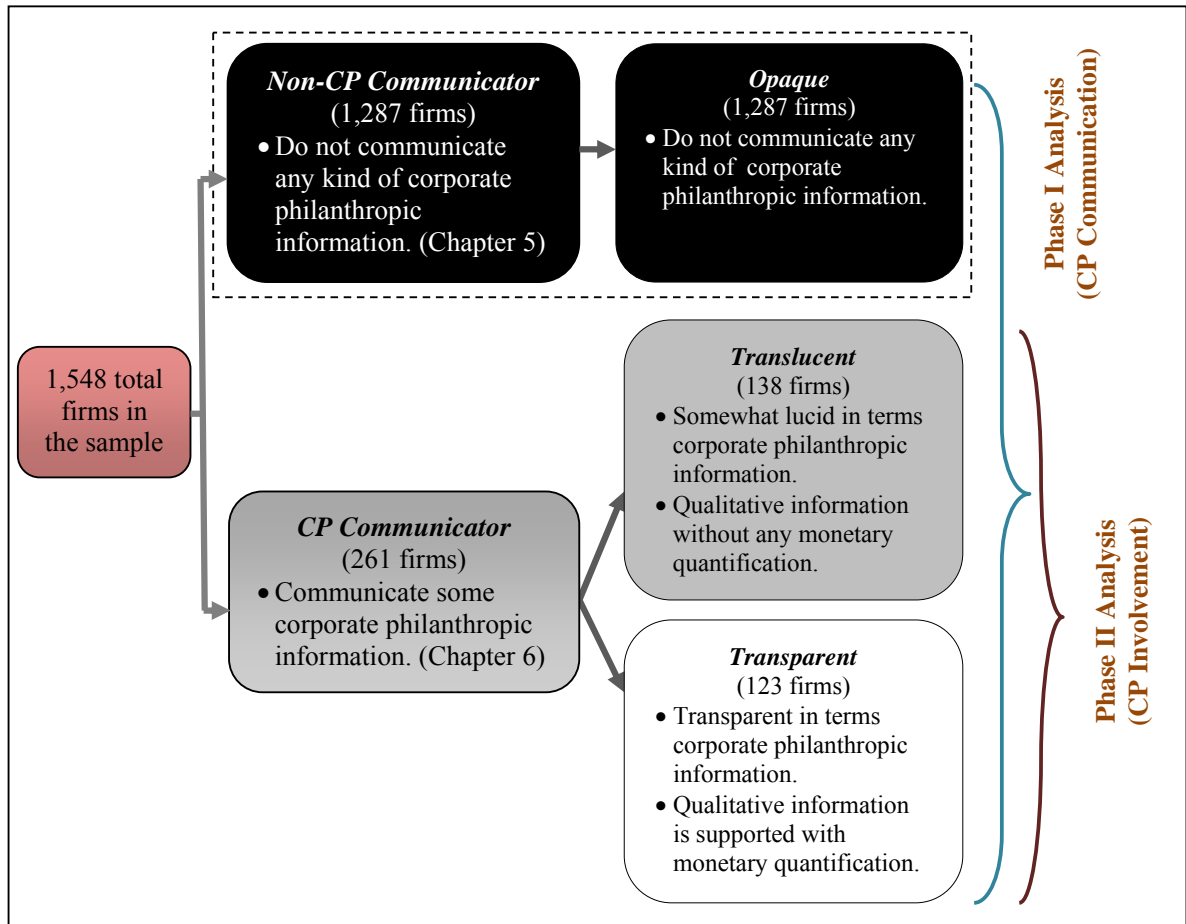 Non-CP Communicator
(1,287 firms)
• Do not communicate
any kind of corporate
philanthropic
information. (Chapter 5)
Opaque
(1,287 firms)
• Do not communicate any
kind of  corporate
philanthropic information.
Phase I Analysis
(CP Communication)
1,548 total
firms in
the sample
Translucent
(138 firms)
• Somewhat lucid in terms
corporate philanthropic
information.
• Qualitative information
without any monetary
quantification.
CP Communicator
(261 firms)
• Communicate some
corporate philanthropic
information. (Chapter 6)
Transparent
(123 firms)
• Transparent in terms
corporate philanthropic
information.
• Qualitative information
is supported with
monetary quantification.
Phase II Analysis
(CP Involvement)